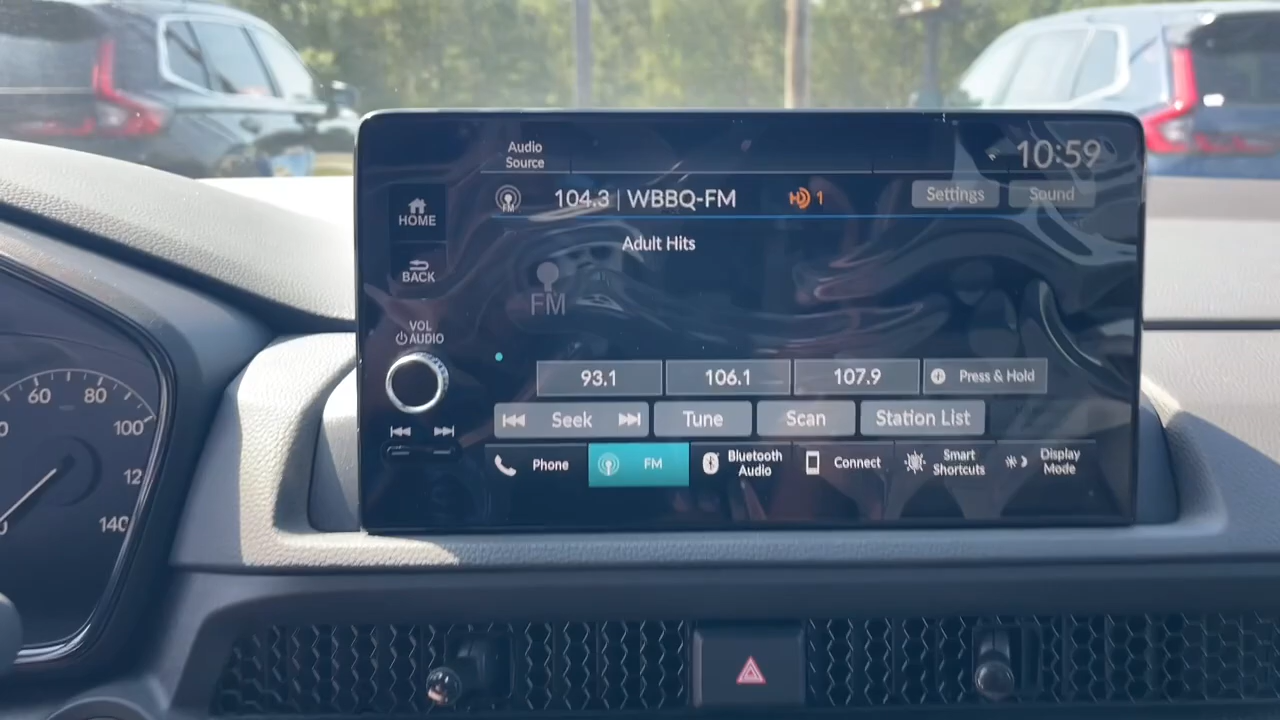 Audio
Source
10:59
HOME
FM
104.3 | WBBQ-FM
HD 1
Settings
Sound
Adult Hits
BACK
FM
VOL
AUDIO
93.1
106.1
107.9
Press & Hold
Seek
Tune
Scan
Station List
Phone
FM
Bluetooth
Audio
Connect
Smart
Shortcuts
Display
Mode
60
80
100
140